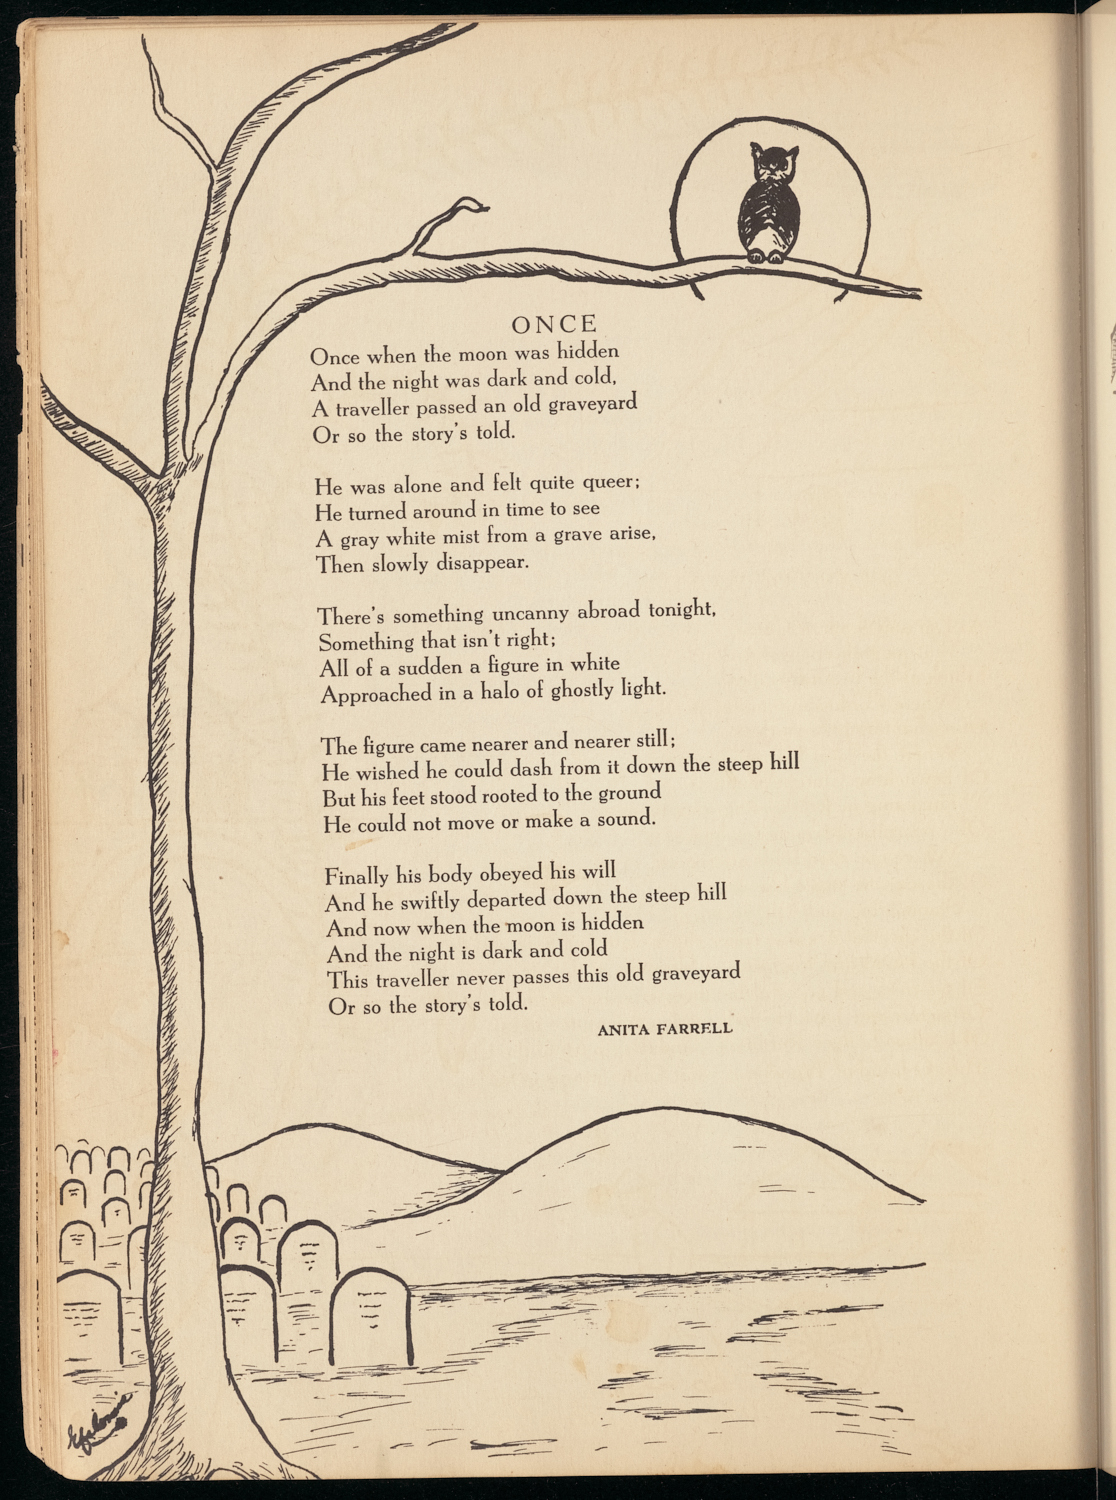 ONCE
Once when the moon was hidden
And the night was dark and cold,
A traveller passed an old graveyard
Or so the story's told.
He was alone and felt quite queer;
He turned around in time to see
A gray white mist from a grave arise,
Then slowly disappear.
There's something uncanny abroad tonight,
Something that isn't right;
All of a sudden a figure in white
Approached in a halo of ghostly light.
The figure came nearer and nearer still;
He wished he could dash from it down the steep hill
But his feet stood rooted to the ground
He could not move or make a sound.
Finally his body obeyed his will
And he swiftly departed down the steep hill
And now when the moon is hidden
And the night is dark and cold
This traveller never passes this old graveyard
Or so the story's told.
ANITA FARRELL